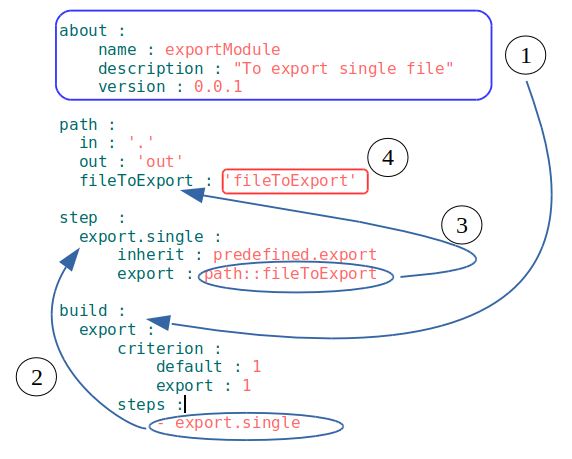 about :
name : exportModule
description : "To export single file"
version : 0.0.1
1
path :
in : '.'
out : 'out'
fileToExport : 'fileToExport'
4
step :
export.single :
inherit : predefined.export
export : path::fileToExport
3
build :
export :
criterion :
default : 1
export : 1
steps :
- export.single
2